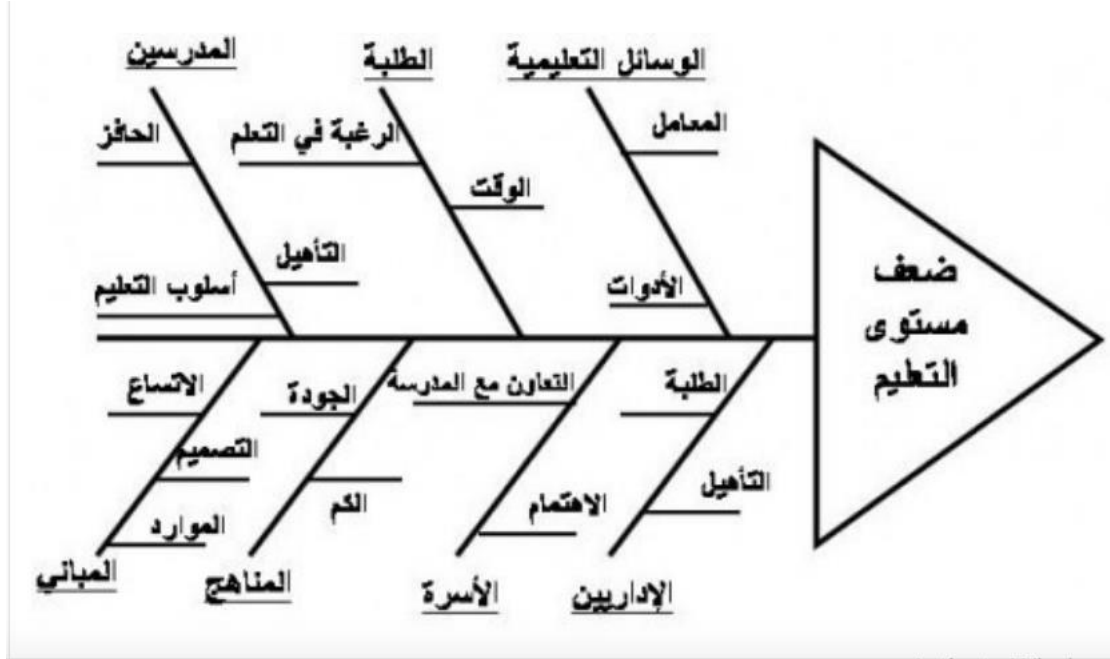 الوسائل التعليمية
الطلبة
المدرسين
المعامل
الرغبة في التعلم
الحافز
الوقت
التأهيل
الأدوات
أسلوب التعليم
ضعف
مستوى
التعليم
الطلبة
التعاون مع المدرسة
الجودة
الاتساع
التصميم
التأهيل
الاهتمام
الكم
الموارد
الإداريين
الأسرة
المناهج
المباني